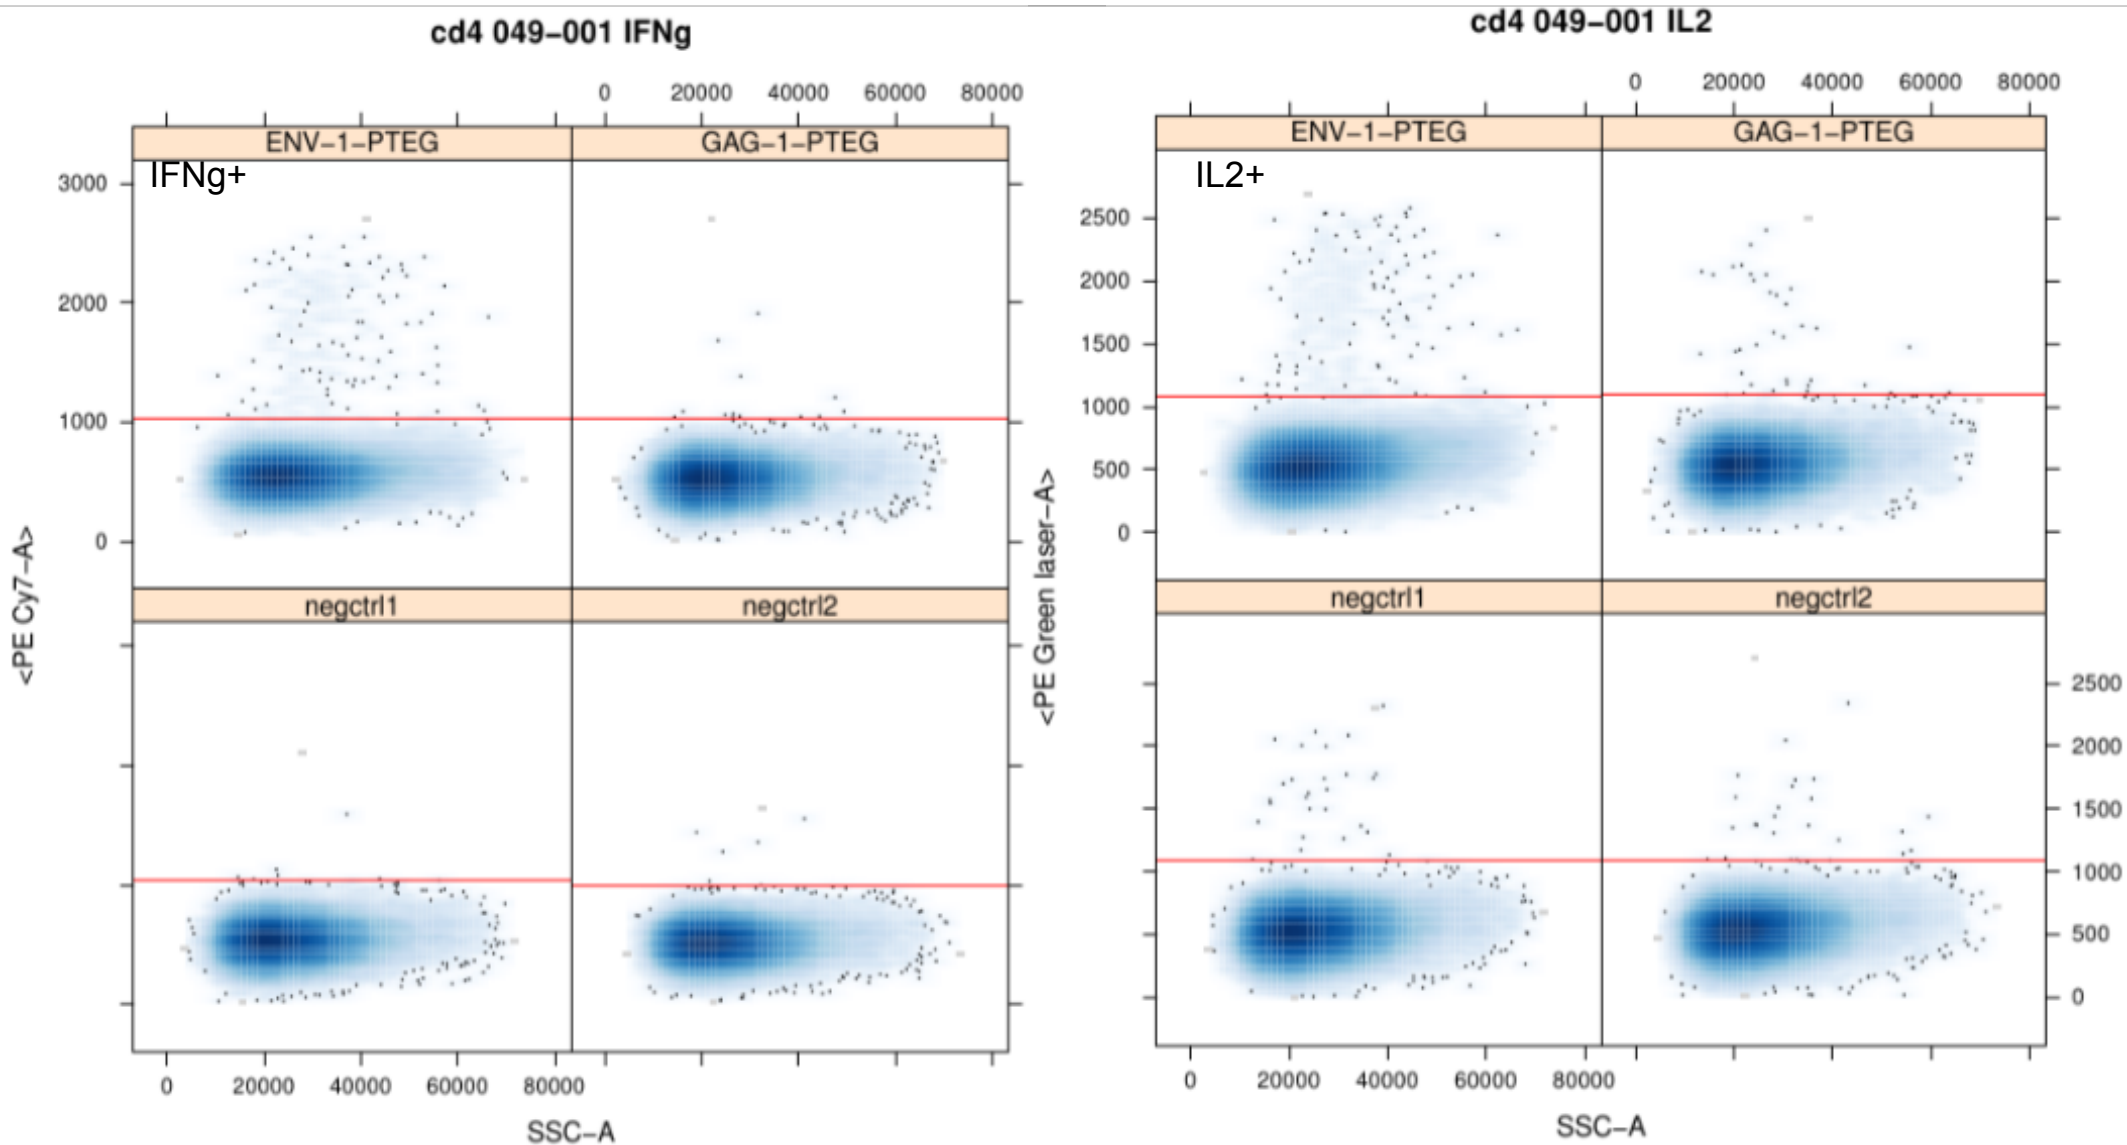 cd4 049–001 IFNg
0 20000 40000 60000 80000
ENV–1–PTEG GAG–1–PTEG
IFNg+
3000
2000
1000
0
<PE Cy7–A>
negctrl1 negctrl2
0 20000 40000 60000 80000
SSC–A
cd4 049–001 IL2
0 20000 40000 60000 80000
ENV–1–PTEG GAG–1–PTEG
IL2+
2500
2000
1500
1000
500
0
<PE Green laser–A>
negctrl1 negctrl2
2500
2000
1500
1000
500
0
0 20000 40000 60000 80000
SSC–A